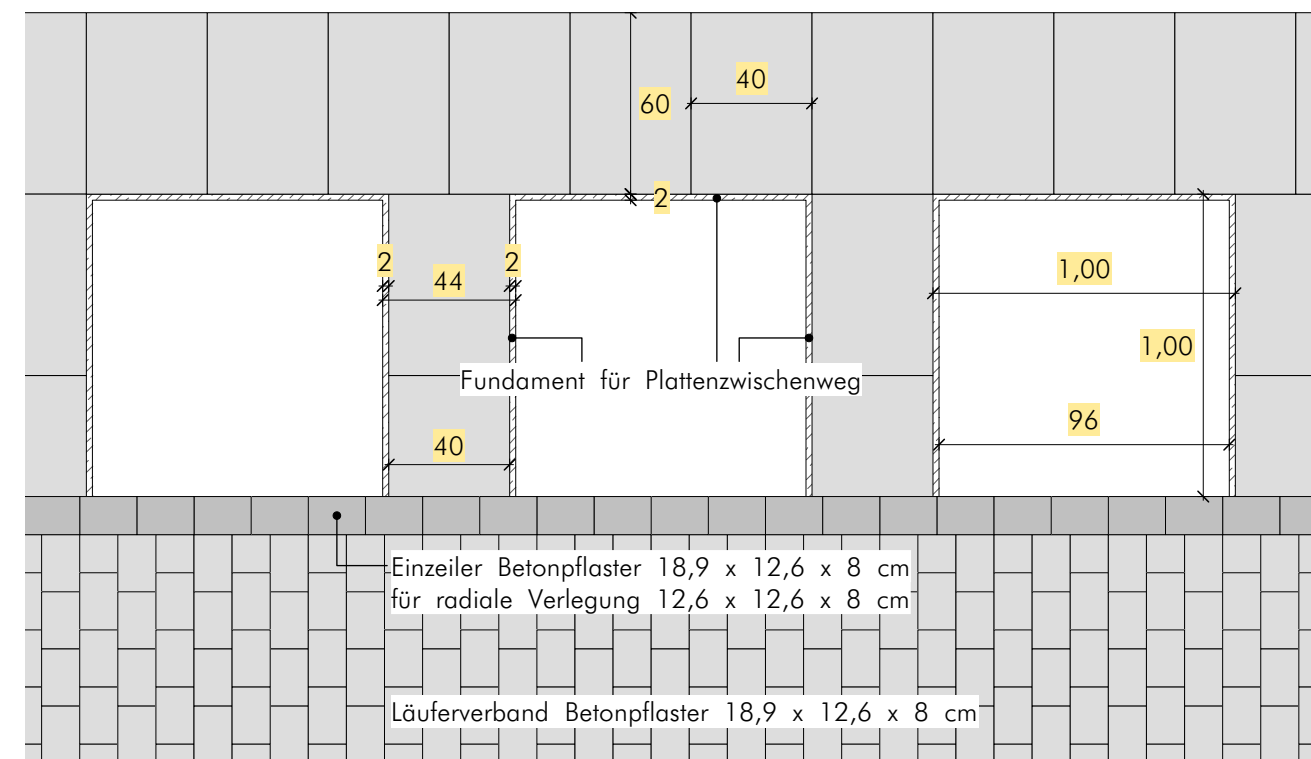 40
60
2
2
2
44
1,00
1,00
Fundament für Plattenzwischenweg
96
40
Einzeiler Betonpflaster 18,9 x 12,6 x 8 cm
für radiale Verlegung 12,6 x 12,6 x 8 cm
Läuferverband Betonpflaster 18,9 x 12,6 x 8 cm